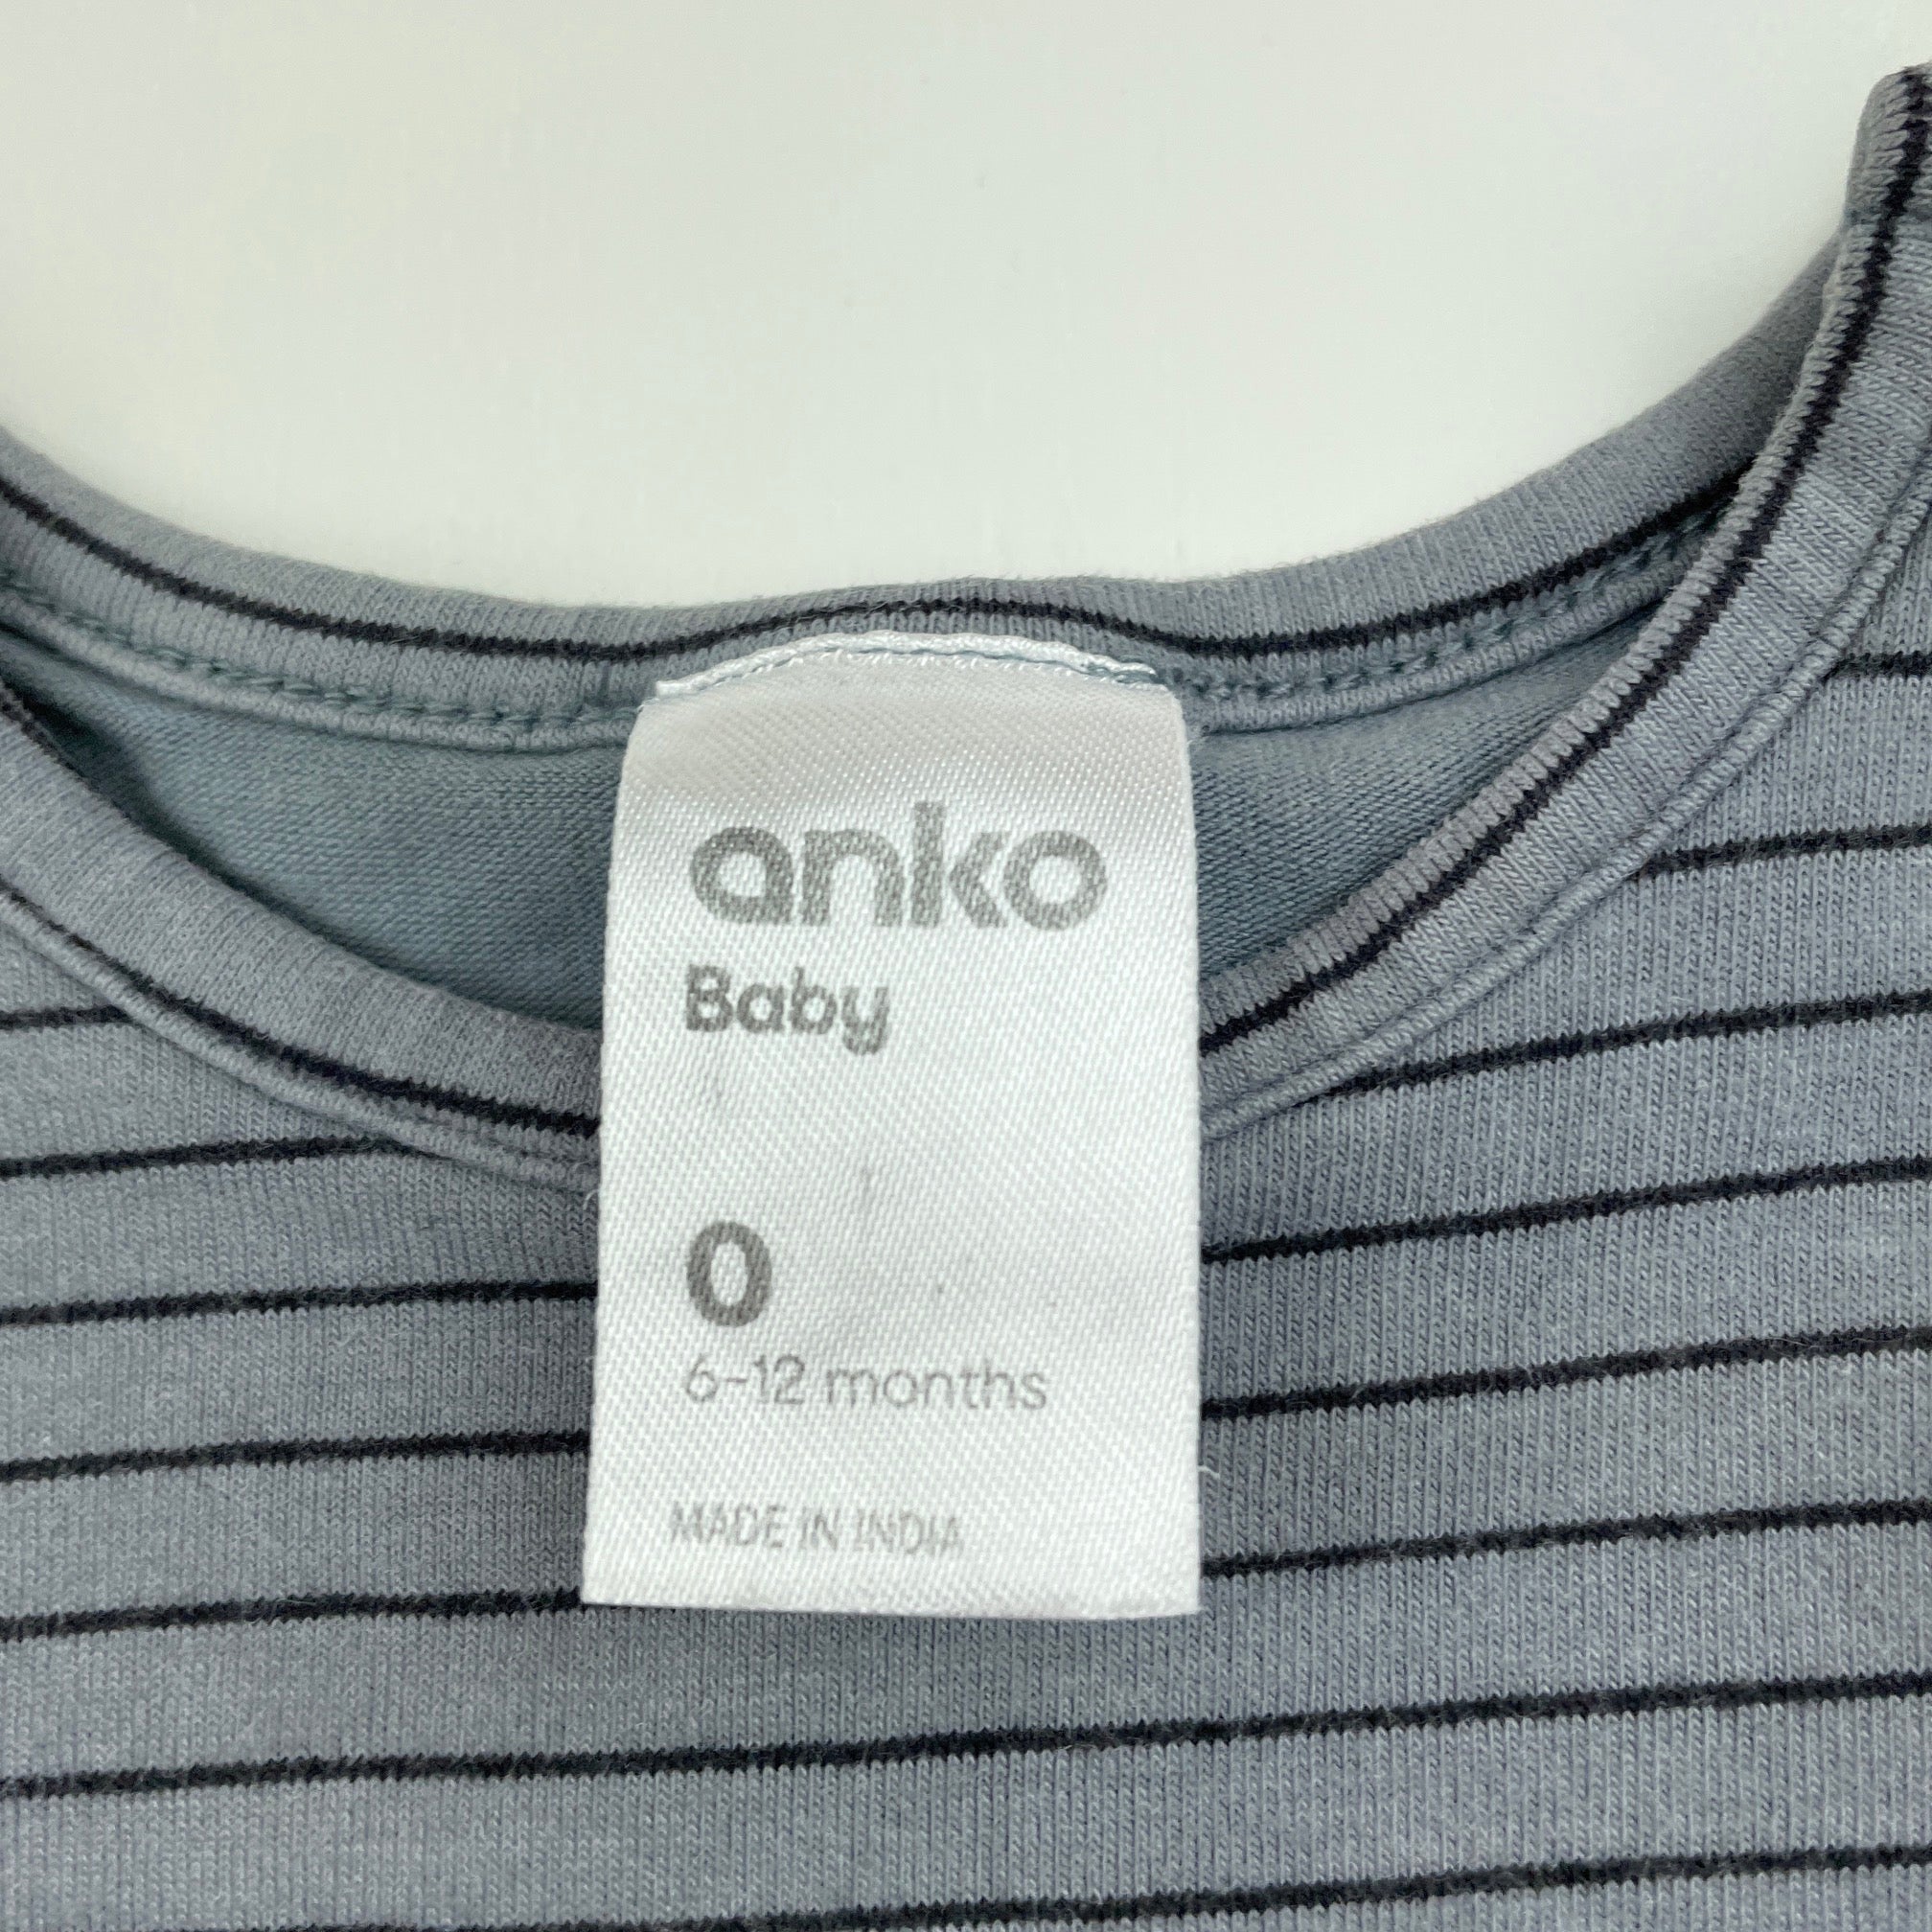 anko
Baby
0
6-12 months
MADE IN INDIA